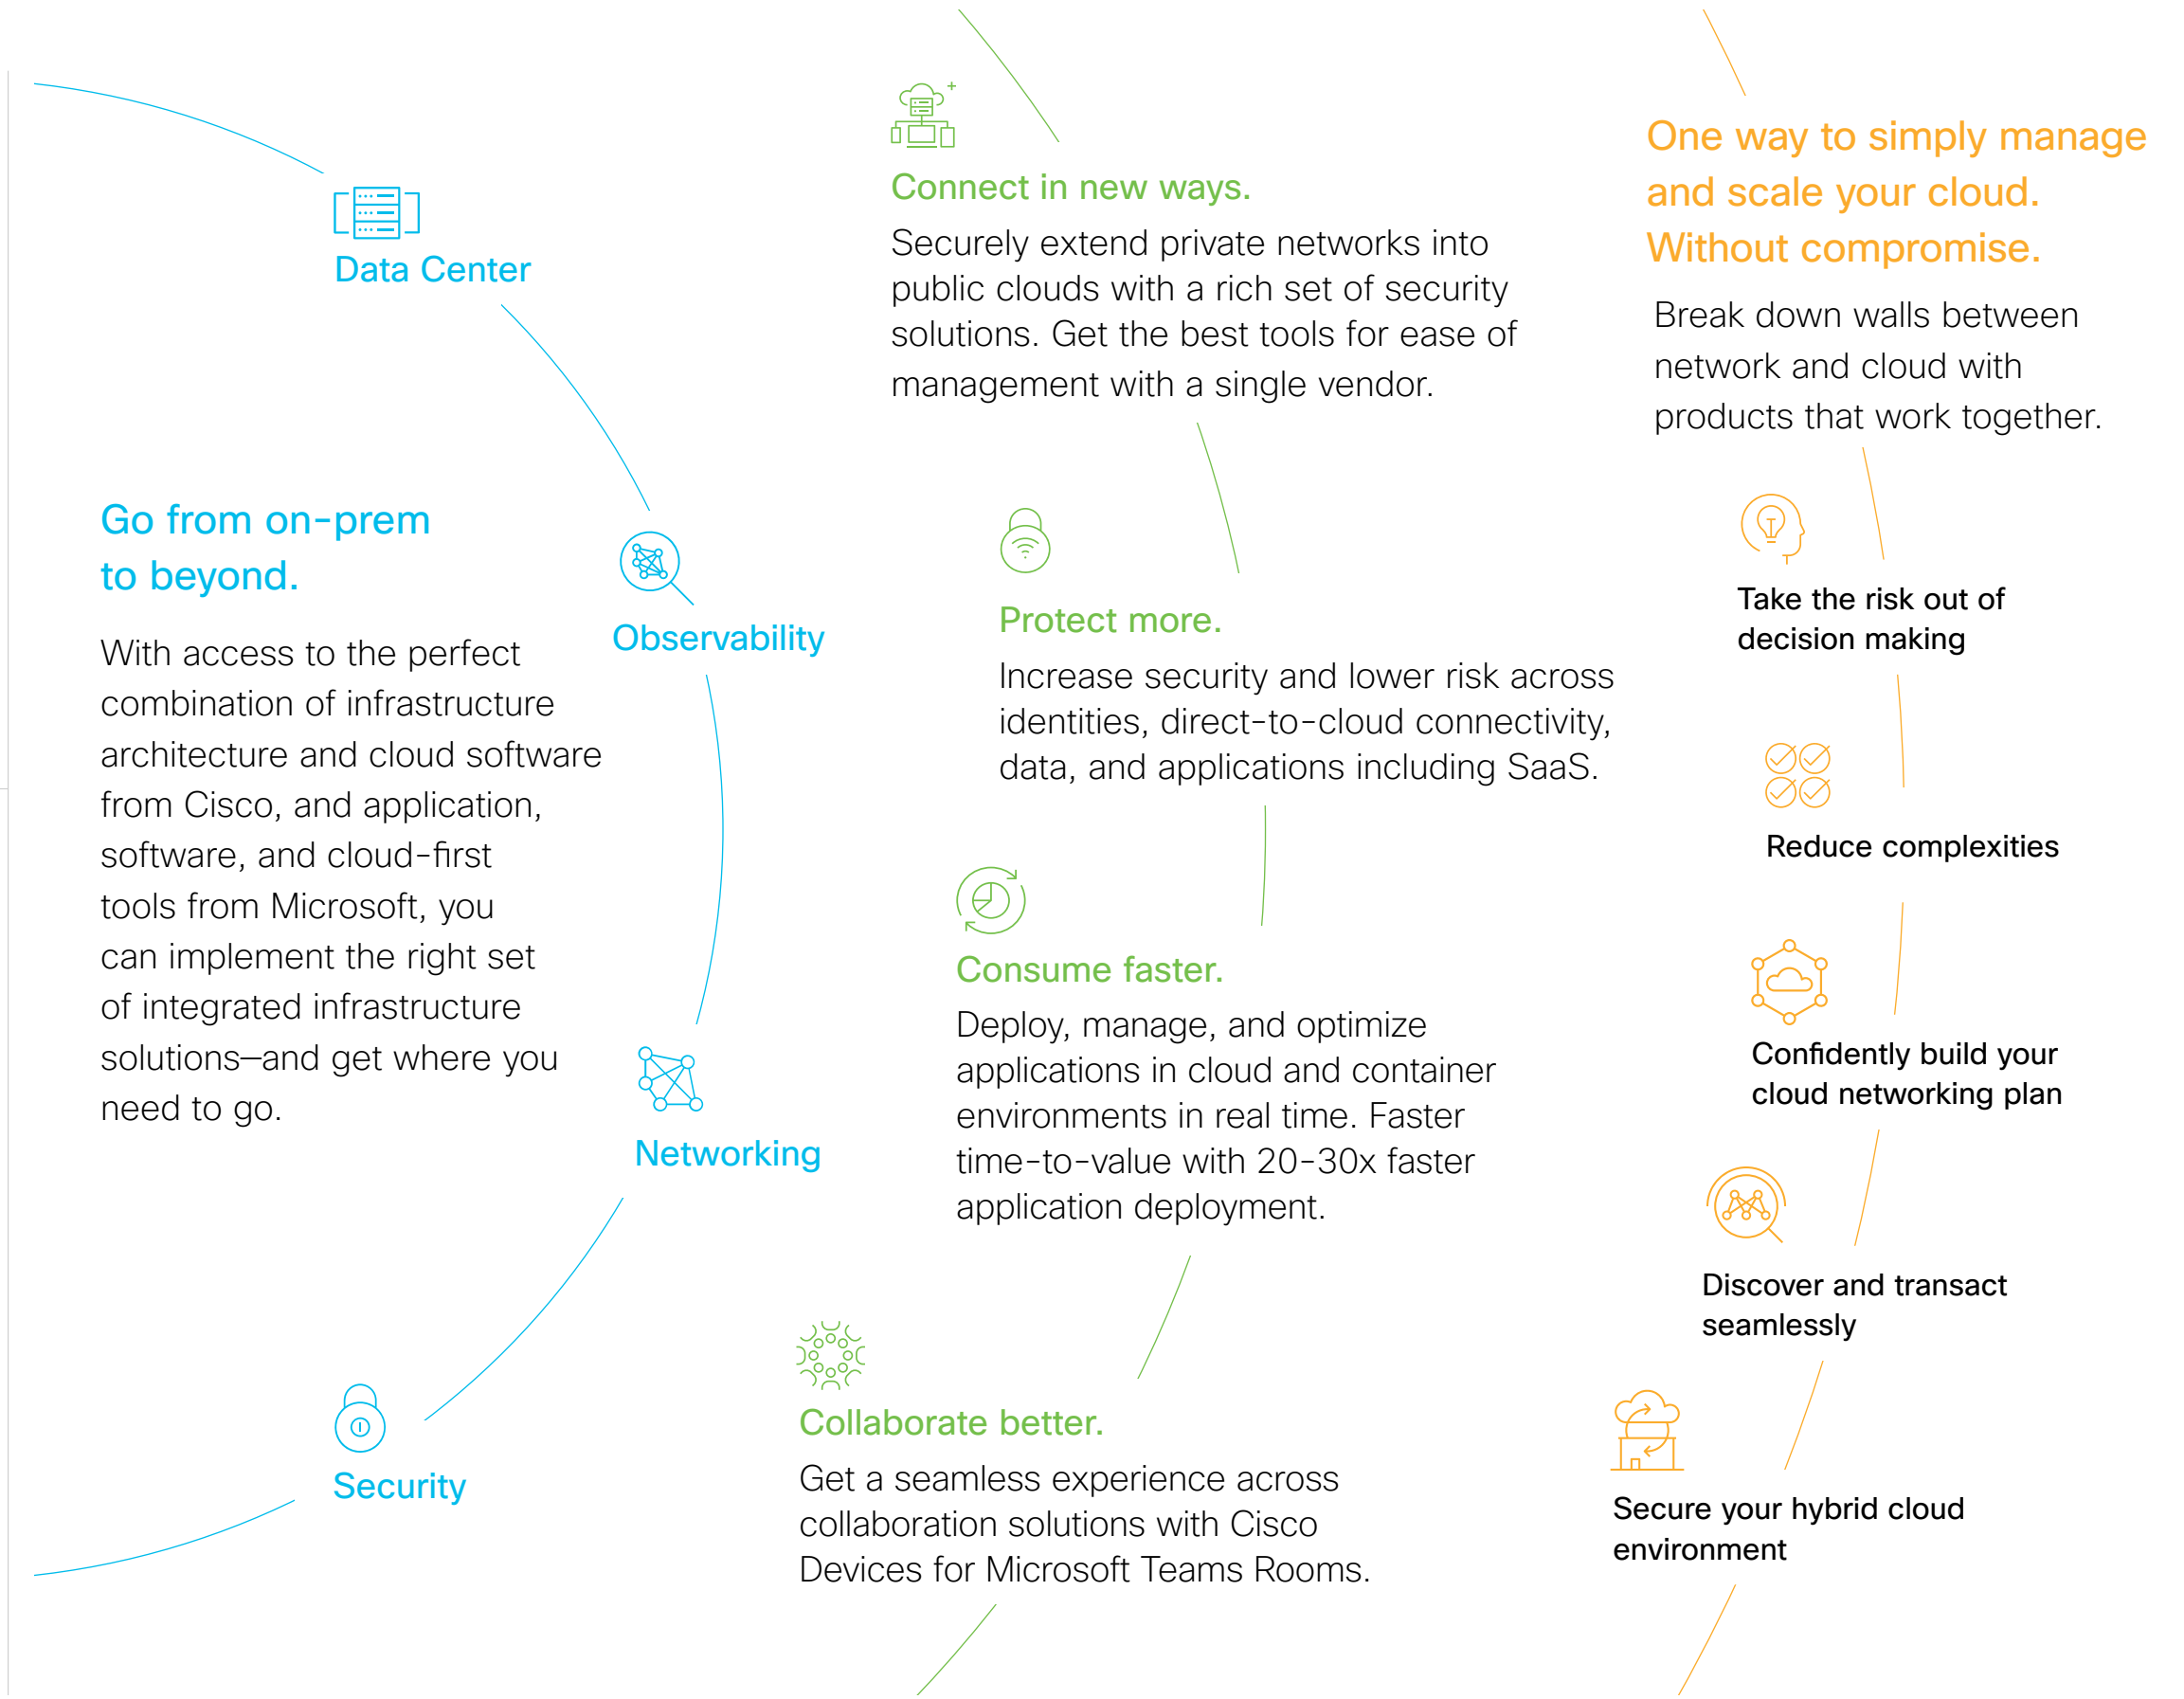 Data Center
Go from on-prem
to beyond.
With access to the perfect
combination of infrastructure
architecture and cloud software
from Cisco, and application,
software, and cloud-first
tools from Microsoft, you
can implement the right set
of integrated infrastructure
solutions—and get where you
need to go.
Observability
Networking
Security
Connect in new ways.
Securely extend private networks into
public clouds with a rich set of security
solutions. Get the best tools for ease of
management with a single vendor.
Protect more.
Increase security and lower risk across
identities, direct-to-cloud connectivity,
data, and applications including SaaS.
Consume faster.
Deploy, manage, and optimize
applications in cloud and container
environments in real time. Faster
time-to-value with 20-30x faster
application deployment.
Collaborate better.
Get a seamless experience across
collaboration solutions with Cisco
Devices for Microsoft Teams Rooms.
One way to simply manage
and scale your cloud.
Without compromise.
Break down walls between
network and cloud with
products that work together.
Take the risk out of
decision making
Reduce complexities
Confidently build your
cloud networking plan
Discover and transact
seamlessly
Secure your hybrid cloud
environment